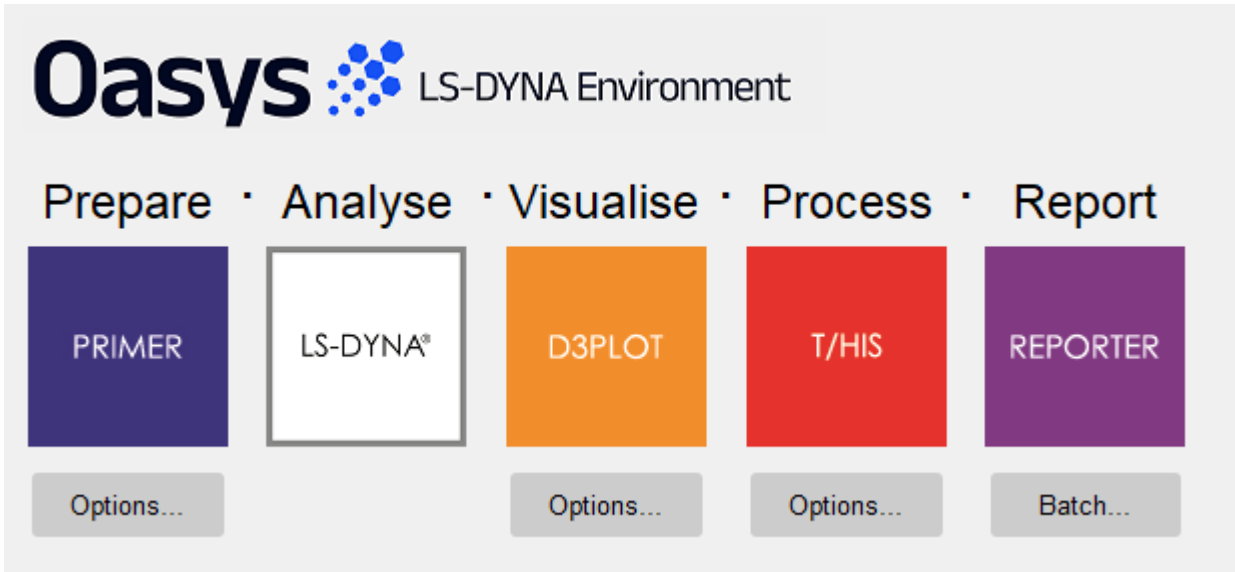 Oasys LS-DYNA Environment
Prepare · Analyse · Visualise · Process · Report
PRIMER LS-DYNA® D3PLOT T/HIS REPORTER
Options... Options... Options... Batch...